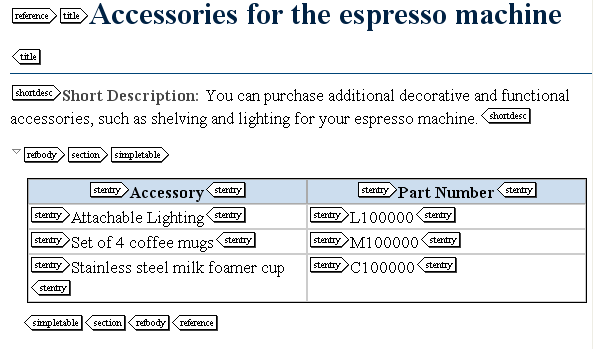 reference title Accessories for the espresso machine
title
shortdesc Short Description: You can purchase additional decorative and functional
accessories, such as shelving and lighting for your espresso machine. shortdesc
refbody section simpletable
stentry Accessory stentry stentry Part Number stentry
stentry Attachable Lighting stentry stentry L100000 stentry
stentry Set of 4 coffee mugs stentry stentry M100000 stentry
stentry Stainless steel milk foamer cup stentry C100000 stentry
stentry
simpletable section refbody reference